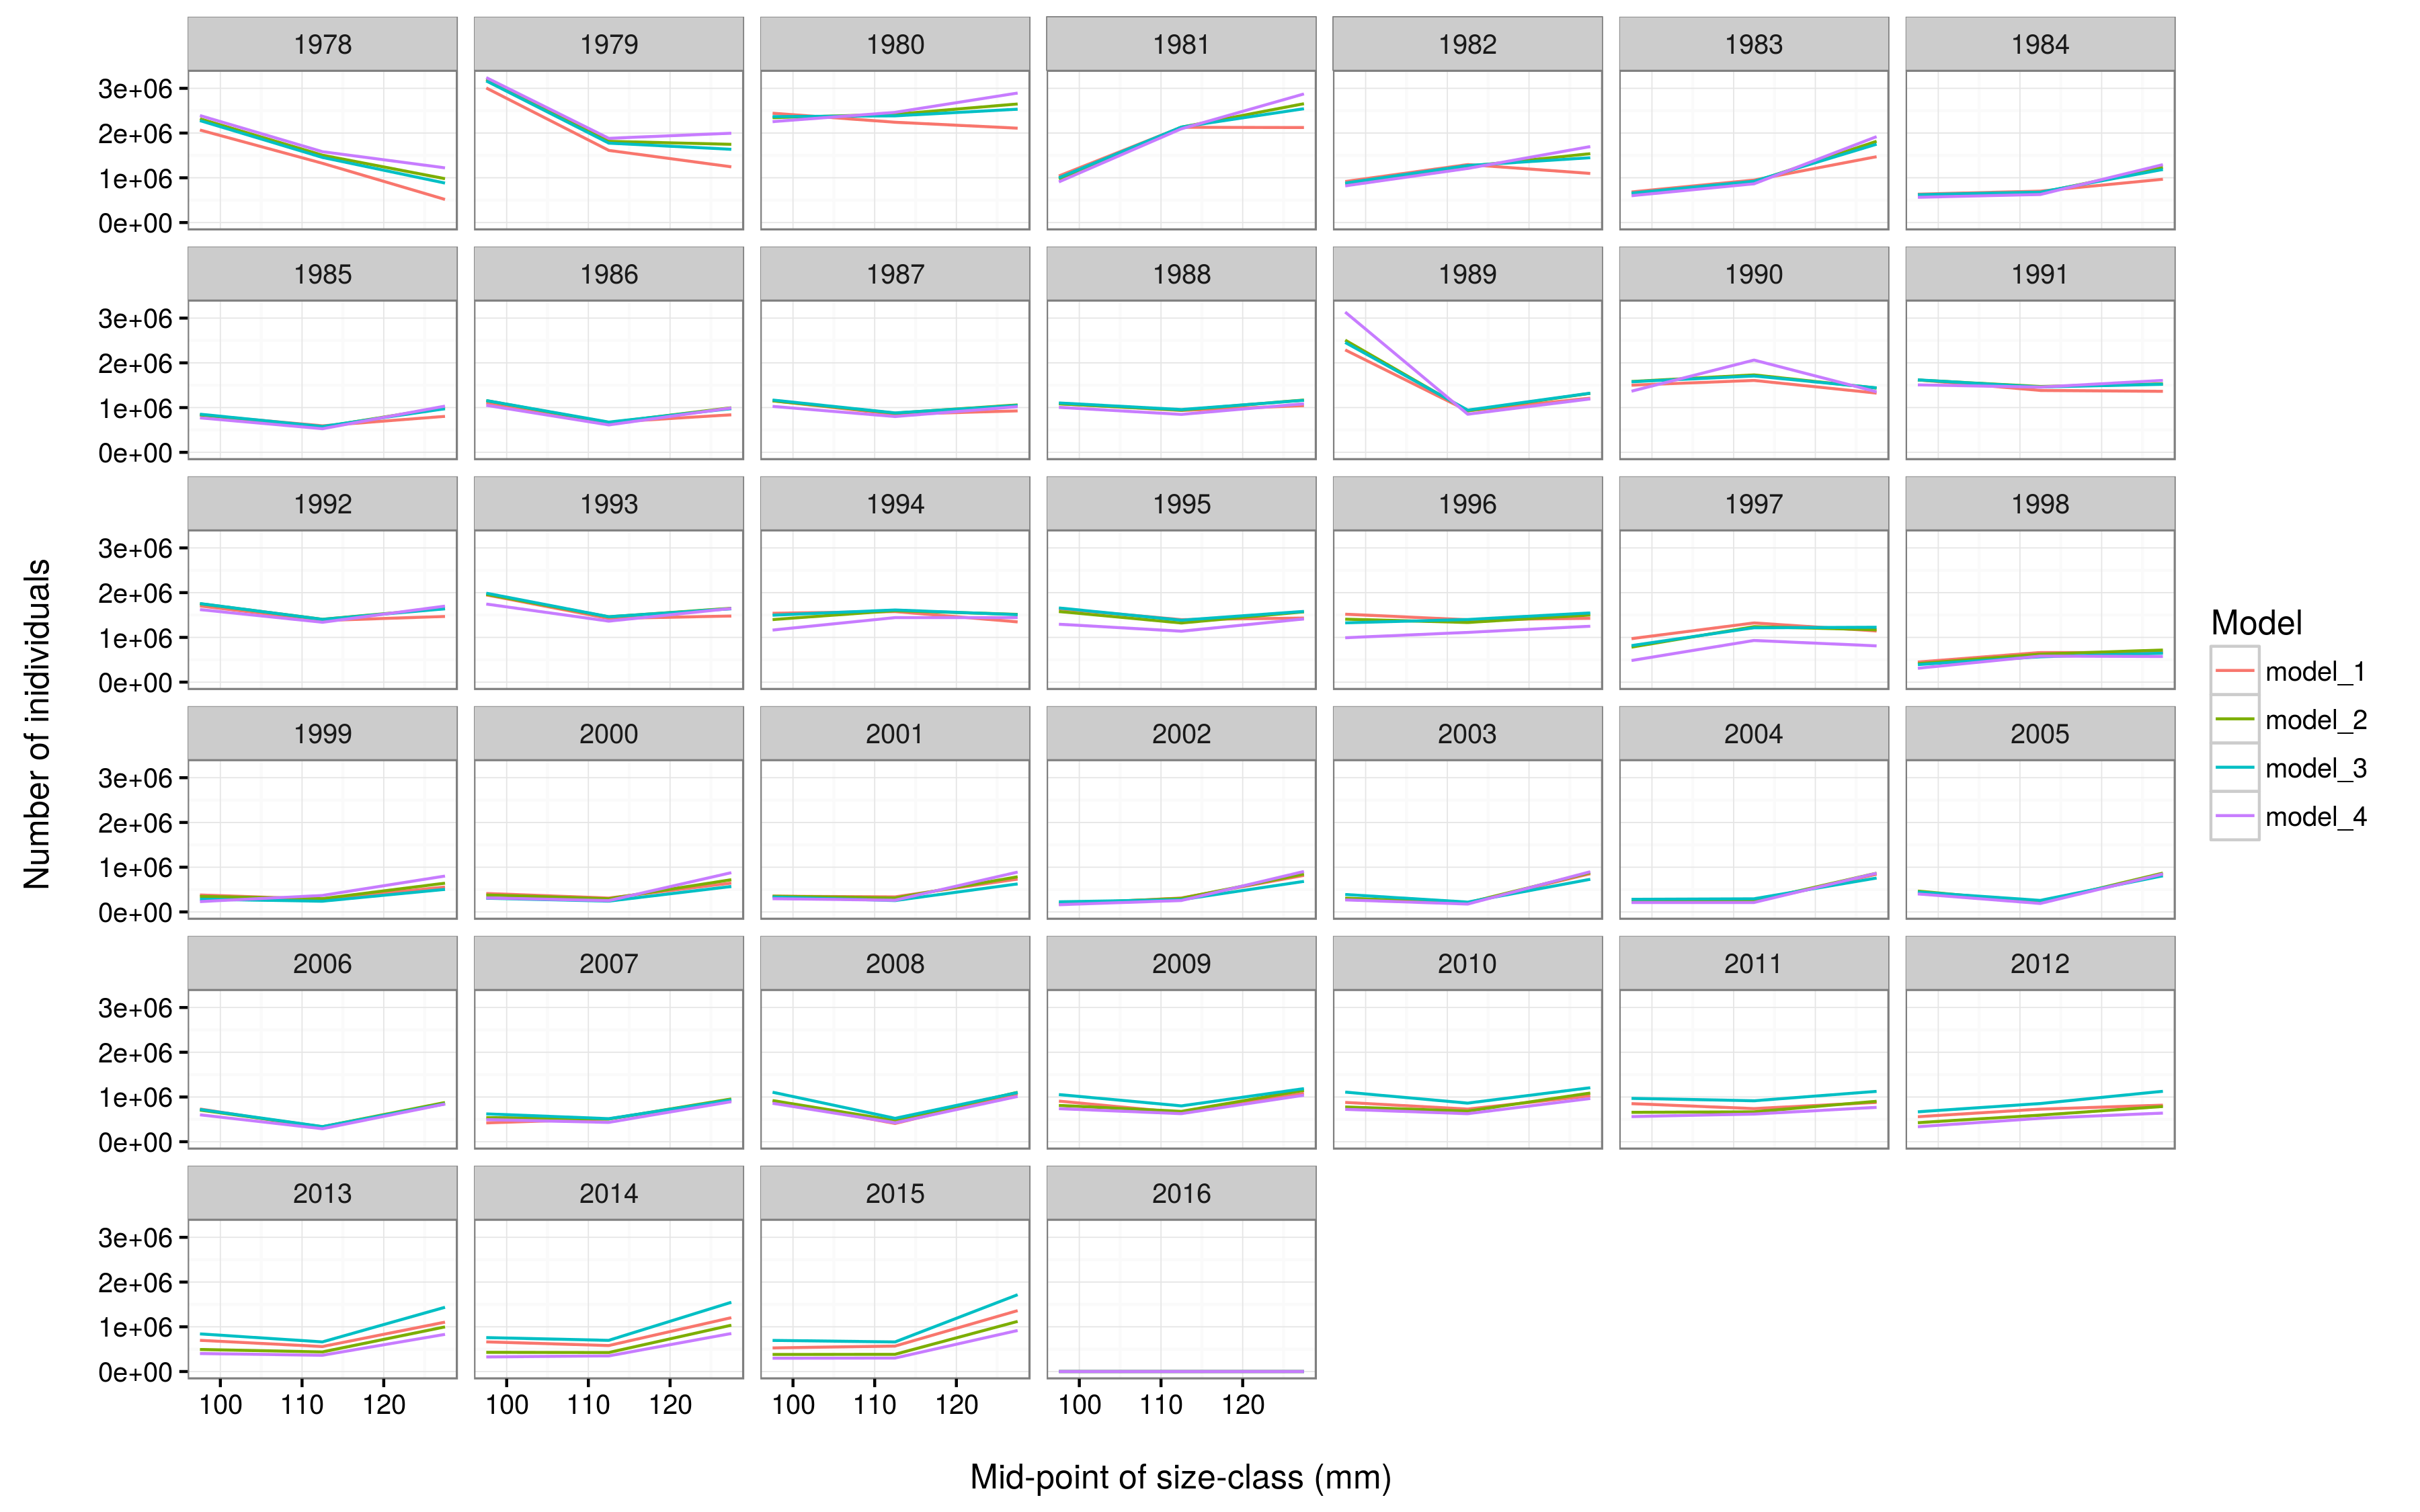 1978 1979 1980 1981 1982 1983 1984
3e+06
2e+06
1e+06
0e+00
1985 1986 1987 1988 1989 1990 1991
3e+06
2e+06
1e+06
0e+00
1992 1993 1994 1995 1996 1997 1998
3e+06
2e+06
1e+06
0e+00
1999 2000 2001 2002 2003 2004 2005
3e+06
2e+06
1e+06
0e+00
2006 2007 2008 2009 2010 2011 2012
3e+06
2e+06
1e+06
0e+00
2013 2014 2015 2016
3e+06
2e+06
1e+06
0e+00
100 110 120 100 110 120 100 110 120 100 110 120
Mid-point of size-class (mm)
Number of inidividuals
Model
model_1
model_2
model_3
model_4